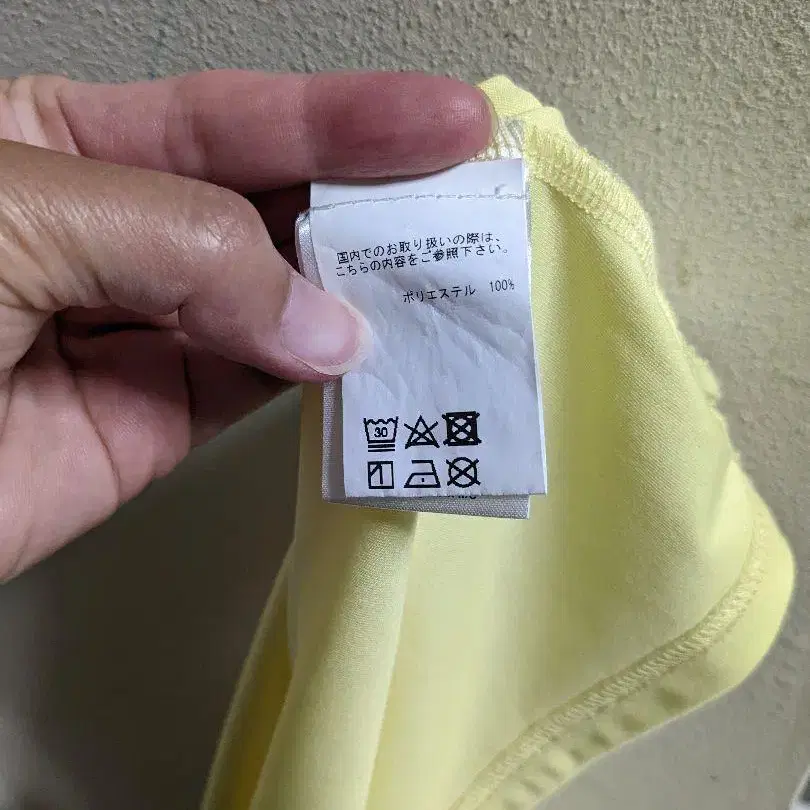 国内でのお取り扱いの際は、
こちらの内容をご参照下さい。
ポリエステル 100%
30